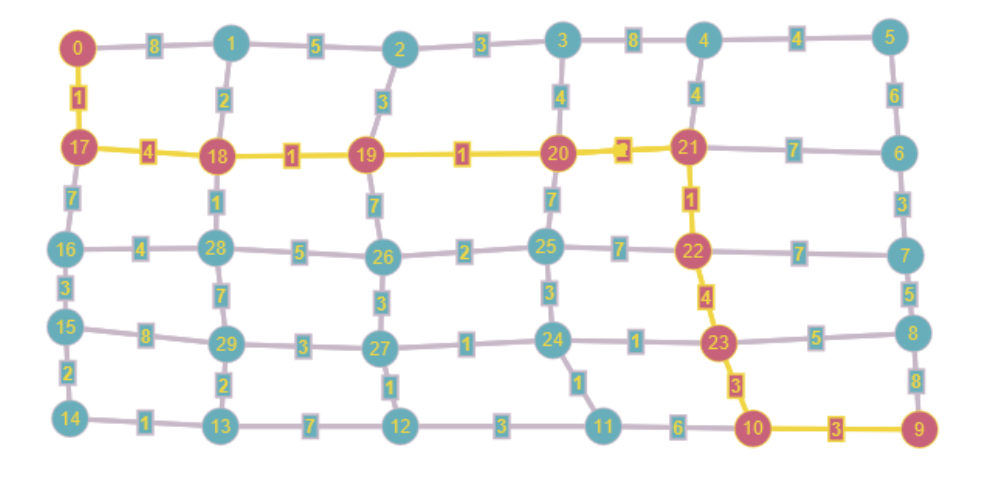 0 8 1 5 2 3 3 8 4 4 5
1 2 3 4 4 6
17 4 18 1 19 1 20 21 7 6
7 1 7 7 1 3
16 4 28 5 26 2 25 7 22 7 7
3 7 3 3 4 5
15 8 29 3 27 1 24 1 23 5 8
2 2 1 1 3 8
14 1 13 7 12 3 11 6 10 3 9